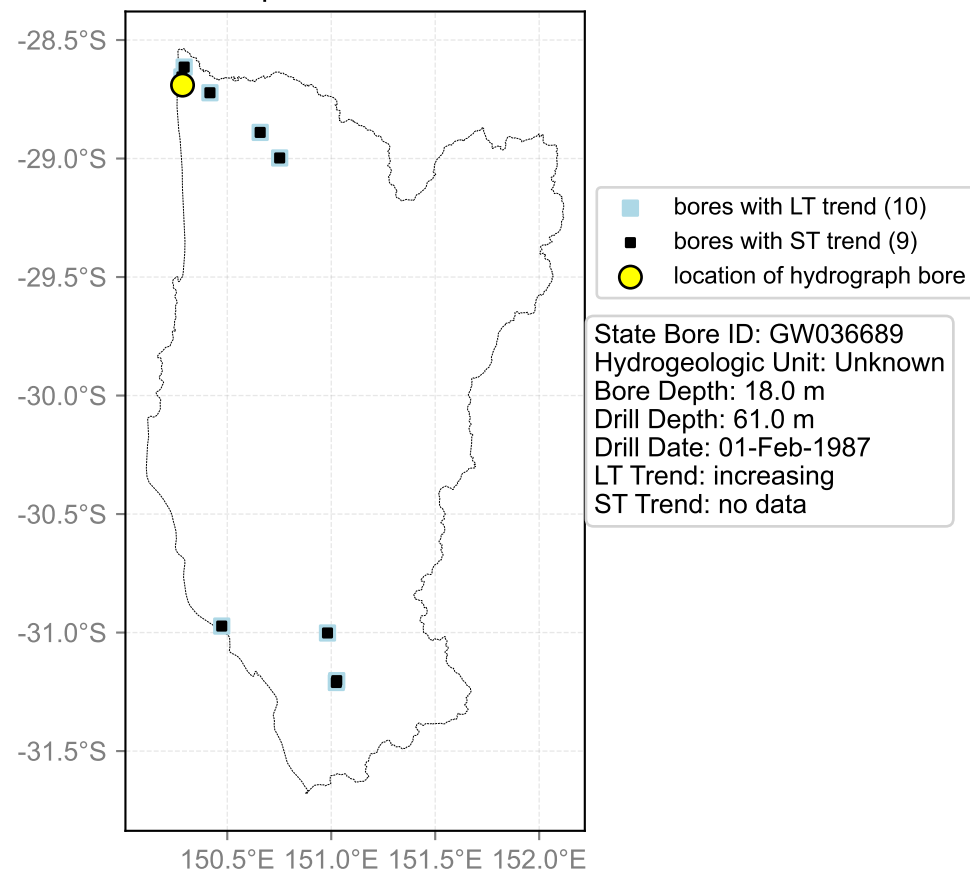 -28.5°S
-29.0°S
-29.5°S
-30.0°S
-30.5°S
-31.0°S
-31.5°S
150.5°E 151.0°E 151.5°E 152.0°E
bores with LT trend (10)
bores with ST trend (9)
location of hydrograph bore
State Bore ID: GW036689
Hydrogeologic Unit: Unknown
Bore Depth: 18.0 m
Drill Depth: 61.0 m
Drill Date: 01-Feb-1987
LT Trend: increasing
ST Trend: no data